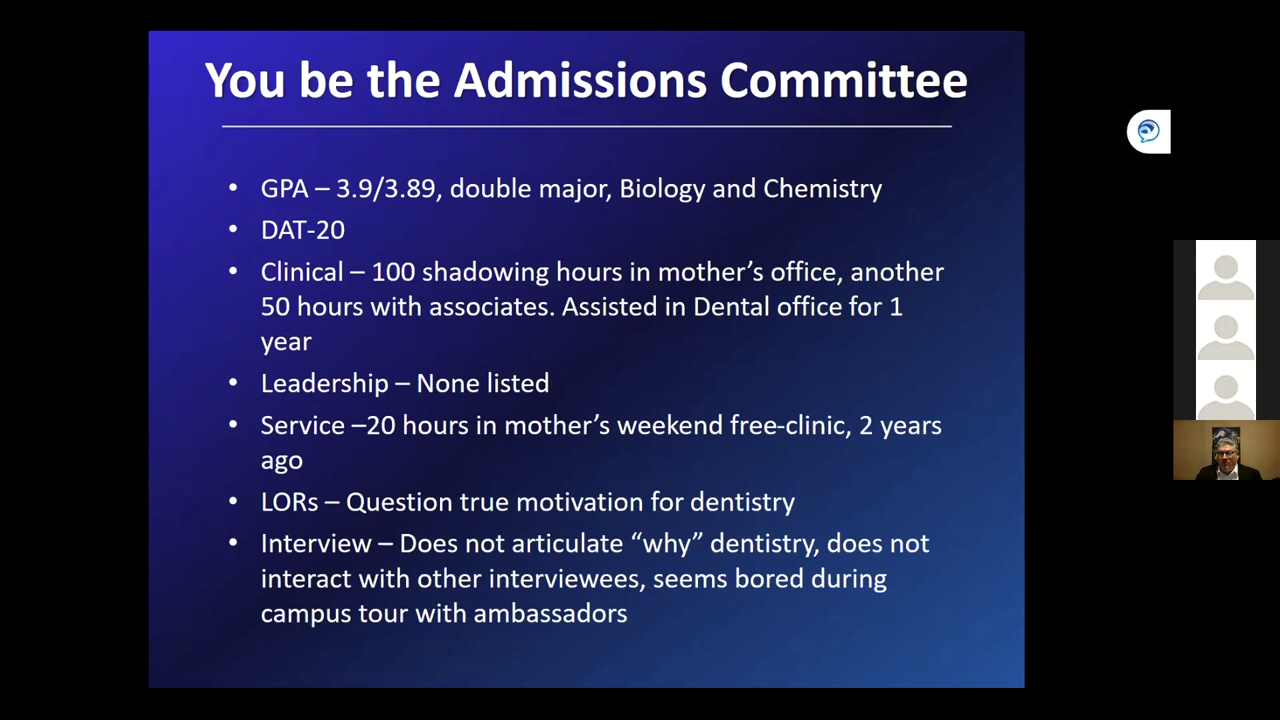 You be the Admissions Committee
• GPA – 3.9/3.89, double major, Biology and Chemistry
• DAT-20
• Clinical – 100 shadowing hours in mother’s office, another
50 hours with associates. Assisted in Dental office for 1
year
• Leadership – None listed
• Service –20 hours in mother’s weekend free-clinic, 2 years
ago
• LORs – Question true motivation for dentistry
• Interview – Does not articulate “why” dentistry, does not
interact with other interviewees, seems bored during
campus tour with ambassadors